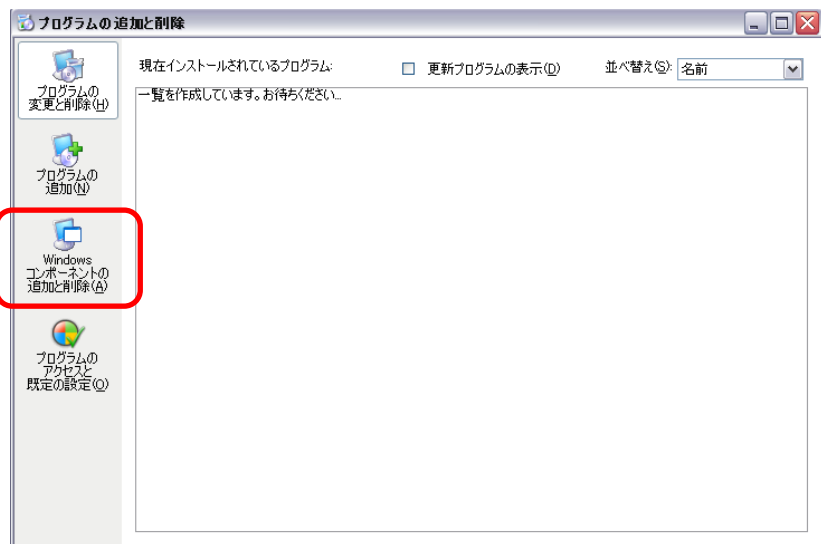 プログラムの追加と削除
プログラムの
変更と削除(H)
プログラムの
追加(N)
Windows
コンポーネントの
追加と削除(A)
プログラムの
アクセスと
既定の設定(O)
現在インストールされているプログラム:
更新プログラムの表示(D)
並べ替え(S):
名前
一覧を作成しています。お待ちください...